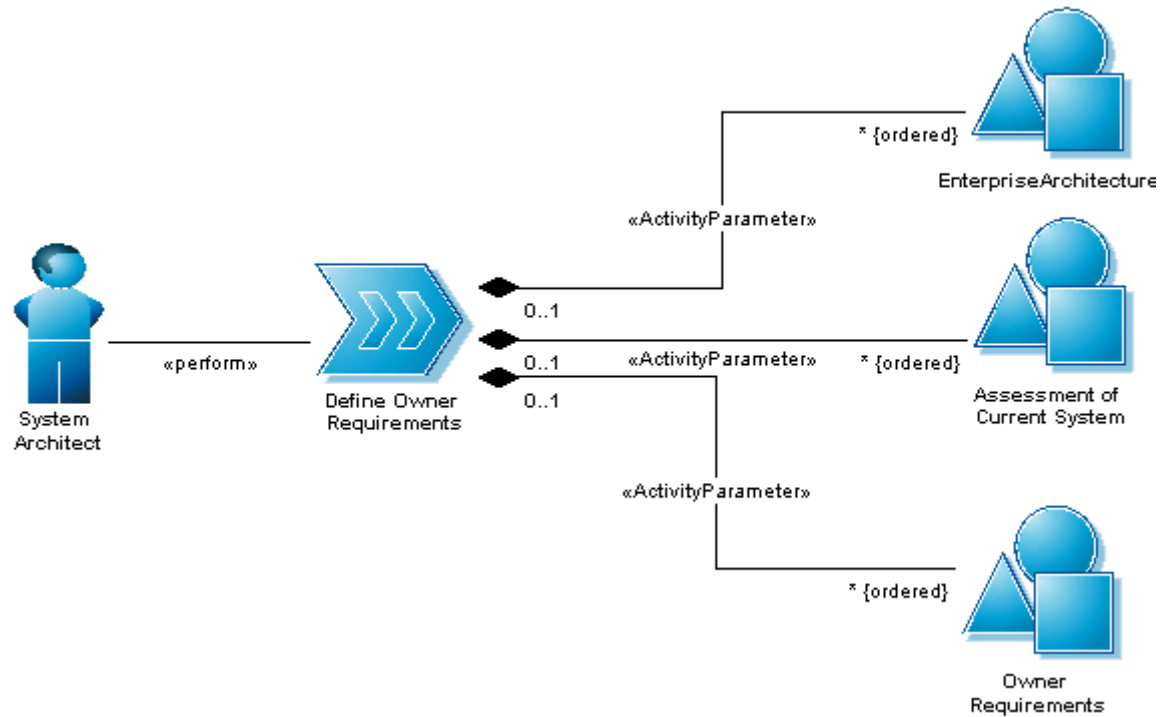 * {ordered}
EnterpriseArchitecture
«ActivityParameter»
0..1
«perform»
0..1
«ActivityParameter»
* {ordered}
System
Architect
Define Owner
Requirements
0..1
Assessment of
Current System
«ActivityParameter»
* {ordered}
Owner
Requirements